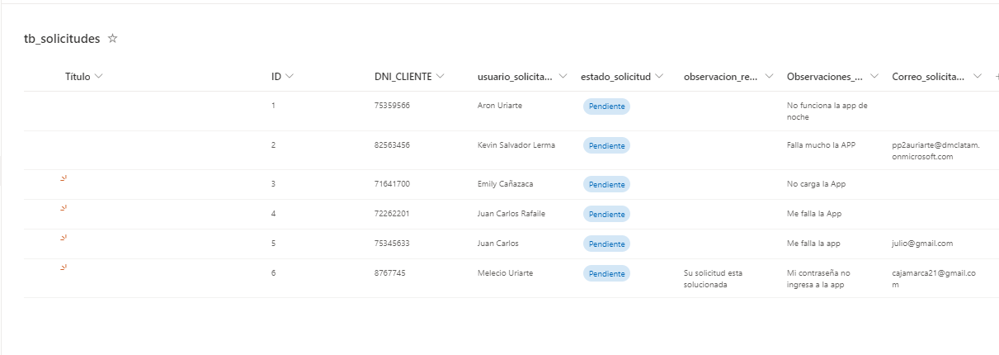 tb_solicitudes
Título ID DNI_CLIENTE usuario_solicita... estado_solicitud observacion_re... Observaciones_... Correo_solicita...
1 75359566 Aron Uriarte Pendiente No funciona la app de
noche
2 82563456 Kevin Salvador Lerma Pendiente Falla mucho la APP pp2auriarte@dmclatam.
onmicrosoft.com
3 71641700 Emily Cañazaca Pendiente No carga la App
4 72262201 Juan Carlos Rafaile Pendiente Me falla la App
5 75345633 Juan Carlos Pendiente Me falla la app julio@gmail.com
6 8767745 Melecio Uriarte Pendiente Su solicitud esta Mi contraseña no cajamarca21@gmail.co
solucionada ingresa a la app m